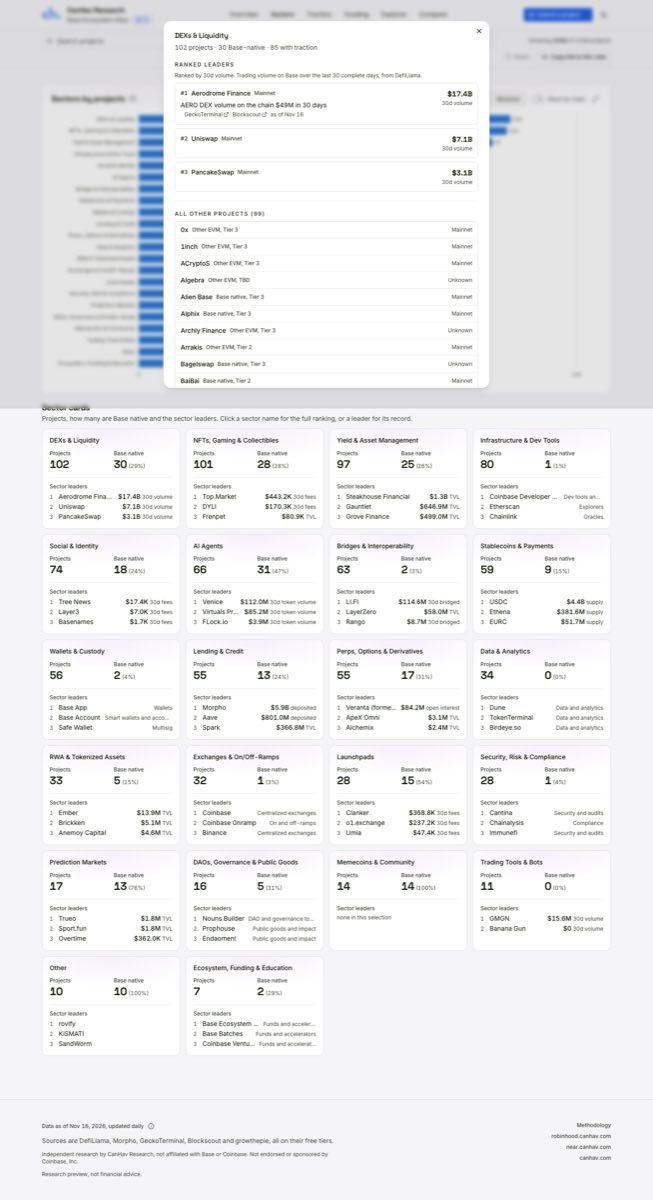 CanHav Research
DEXs & Liquidity
102 projects · 30 Base-native · 85 with traction
RANKED LEADERS
Ranked by 30d volume. Trading volume on Base over the last 30 complete days, from DefiLlama.
#1 Aerodrome Finance Mainnet $17.4B
30d volume
AERO DEX volume on the chain $49M in 30 days
GeckoTerminal Blockscout as of Nov 16
#2 Uniswap Mainnet $7.1B
30d volume
#3 PancakeSwap Mainnet $3.1B
30d volume
ALL OTHER PROJECTS (99)
0x Other EVM, Tier 3 Mainnet
1inch Other EVM, Tier 3 Mainnet
ACryptoS Other EVM, Tier 3 Mainnet
Algebra Other EVM, TBD Unknown
Alien Base Base native, Tier 3 Mainnet
Alphix Base native, Tier 3 Mainnet
Archly Finance Other EVM, Tier 3 Unknown
Arrakis Other EVM, Tier 2 Mainnet
Bagelswap Base native, Tier 3 Unknown
BaiBai Base native, Tier 2 Mainnet
Sector cards
Projects, how many are Base native and the sector leaders. Click a sector name for the full ranking, or a leader for its record.
DEXs & Liquidity
Projects Base native
102 30 (29%)
Sector leaders
1 Aerodrome Fina... $17.4B 30d volume
2 Uniswap $7.1B 30d volume
3 PancakeSwap $3.1B 30d volume
NFTs, Gaming & Collectibles
Projects Base native
101 28 (28%)
Sector leaders
1 Top.Market $443.2K 30d fees
2 DYLI $170.3K 30d fees
3 Frenpet $80.9K TVL
Yield & Asset Management
Projects Base native
97 25 (26%)
Sector leaders
1 Steakhouse Financial $1.3B TVL
2 Gauntlet $646.9M TVL
3 Grove Finance $499.0M TVL
Infrastructure & Dev Tools
Projects Base native
80 1 (1%)
Sector leaders
1 Coinbase Developer ... Dev tools an...
2 Etherscan Explorers
3 Chainlink Oracles
Social & Identity
Projects Base native
74 18 (24%)
Sector leaders
1 Tree News $17.4K 30d fees
2 Layer3 $7.0K 30d fees
3 Basenames $1.7K 30d fees
AI Agents
Projects Base native
66 31 (47%)
Sector leaders
1 Venice $112.0M 30d token volume
2 Virtuals Pr... $85.2M 30d token volume
3 FLock.io $3.9M 30d token volume
Bridges & Interoperability
Projects Base native
63 2 (3%)
Sector leaders
1 LI.FI $114.6M 30d bridged
2 LayerZero $58.0M TVL
3 Rango $8.7M 30d bridged
Stablecoins & Payments
Projects Base native
59 9 (15%)
Sector leaders
1 USDC $4.4B supply
2 Ethena $381.6M supply
3 EURC $51.7M supply
Wallets & Custody
Projects Base native
56 2 (4%)
Sector leaders
1 Base App Wallets
2 Base Account Smart wallets and acco...
3 Safe Wallet Multisig
Lending & Credit
Projects Base native
55 13 (24%)
Sector leaders
1 Morpho $5.9B deposited
2 Aave $801.0M deposited
3 Spark $366.8M TVL
Perps, Options & Derivatives
Projects Base native
55 17 (31%)
Sector leaders
1 Veranta (forme... $84.2M open interest
2 ApeX Omni $3.1M TVL
3 Alchemix $2.4M TVL
Data & Analytics
Projects Base native
34 0 (0%)
Sector leaders
1 Dune Data and analytics
2 TokenTerminal Data and analytics
3 Birdeye.so Data and analytics
RWA & Tokenized Assets
Projects Base native
33 5 (15%)
Sector leaders
1 Ember $13.9M TVL
2 Brickken $5.1M TVL
3 Anemoy Capital $4.6M TVL
Exchanges & On/Off-Ramps
Projects Base native
32 1 (3%)
Sector leaders
1 Coinbase Centralized exchanges
2 Coinbase Onramp On and off-ramps
3 Binance Centralized exchanges
Launchpads
Projects Base native
28 15 (54%)
Sector leaders
1 Clanker $368.8K 30d fees
2 o1.exchange $237.2K 30d fees
3 Umia $47.4K 30d fees
Security, Risk & Compliance
Projects Base native
28 1 (4%)
Sector leaders
1 Cantina Security and audits
2 Chainalysis Compliance
3 Immunefi Security and audits
Prediction Markets
Projects Base native
17 13 (76%)
Sector leaders
1 Trueo $1.8M TVL
2 Sport.fun $1.8M TVL
3 Overtime $362.0K TVL
DAOs, Governance & Public Goods
Projects Base native
16 5 (31%)
Sector leaders
1 Nouns Builder DAO and governance to...
2 Prophouse Public goods and impact
3 Endaoment Public goods and impact
Memecoins & Community
Projects Base native
14 14 (100%)
Sector leaders
none in this selection
Trading Tools & Bots
Projects Base native
11 0 (0%)
Sector leaders
1 GMGN $15.6M 30d volume
2 Banana Gun $0 30d volume
Other
Projects Base native
10 10 (100%)
Sector leaders
1 rovify
2 KiSMATI
3 SandWorm
Ecosystem, Funding & Education
Projects Base native
7 2 (29%)
Sector leaders
1 Base Ecosystem ... Funds and acceler...
2 Base Batches Funds and accelerators
3 Coinbase Ventu... Funds and accelerat...
Data as of Nov 16, 2026, updated daily
Sources are DefiLlama, Morpho, GeckoTerminal, Blockscout and growthepie, all on their free tiers.
Independent research by CanHav Research, not affiliated with Base or Coinbase. Not endorsed or sponsored by
Coinbase, Inc.
Research preview, not financial advice.
Methodology
robinhood.canhav.com
near.canhav.com
canhav.com